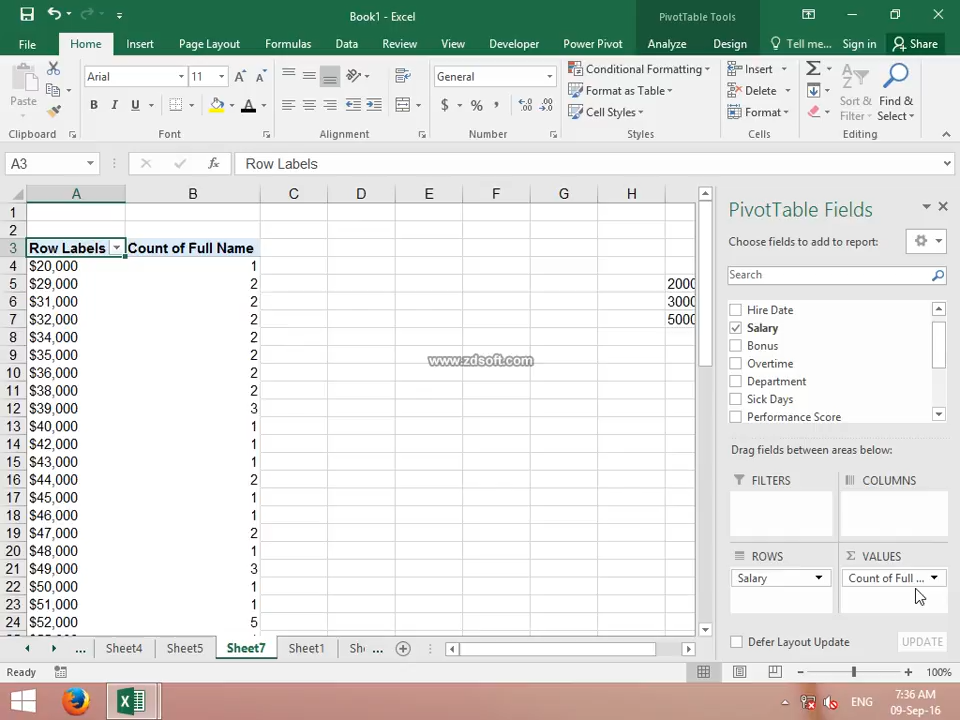 Book1 - Excel
PivotTable Tools
File Home Insert Page Layout Formulas Data Review View Developer Power Pivot Analyze Design Tell me... Sign in Share
Paste
Arial 11
B I U
General
$ % ,
Conditional Formatting
Format as Table
Cell Styles
Insert
Delete
Format
Sort & Filter
Find & Select
Clipboard Font Alignment Number Styles Cells Editing
A3 fx Row Labels
A B C D E F G H
1
2
3 Row Labels Count of Full Name
4 $20,000 1
5 $29,000 2
6 $31,000 2
7 $32,000 2
8 $34,000 2
9 $35,000 2
10 $36,000 2
11 $38,000 2
12 $39,000 3
13 $40,000 1
14 $42,000 1
15 $43,000 1
16 $44,000 2
17 $45,000 1
18 $46,000 1
19 $47,000 2
20 $48,000 1
21 $49,000 3
22 $50,000 1
23 $51,000 1
24 $52,000 5
2000
3000
5000
www.zdsoft.com
PivotTable Fields
Choose fields to add to report:
Search
Hire Date
Salary
Bonus
Overtime
Department
Sick Days
Performance Score
Drag fields between areas below:
FILTERS COLUMNS
ROWS VALUES
Salary Count of Full ...
Defer Layout Update UPDATE
... Sheet4 Sheet5 Sheet7 Sheet1 Sh ...
Ready 100%
ENG
7:36 AM
09-Sep-16